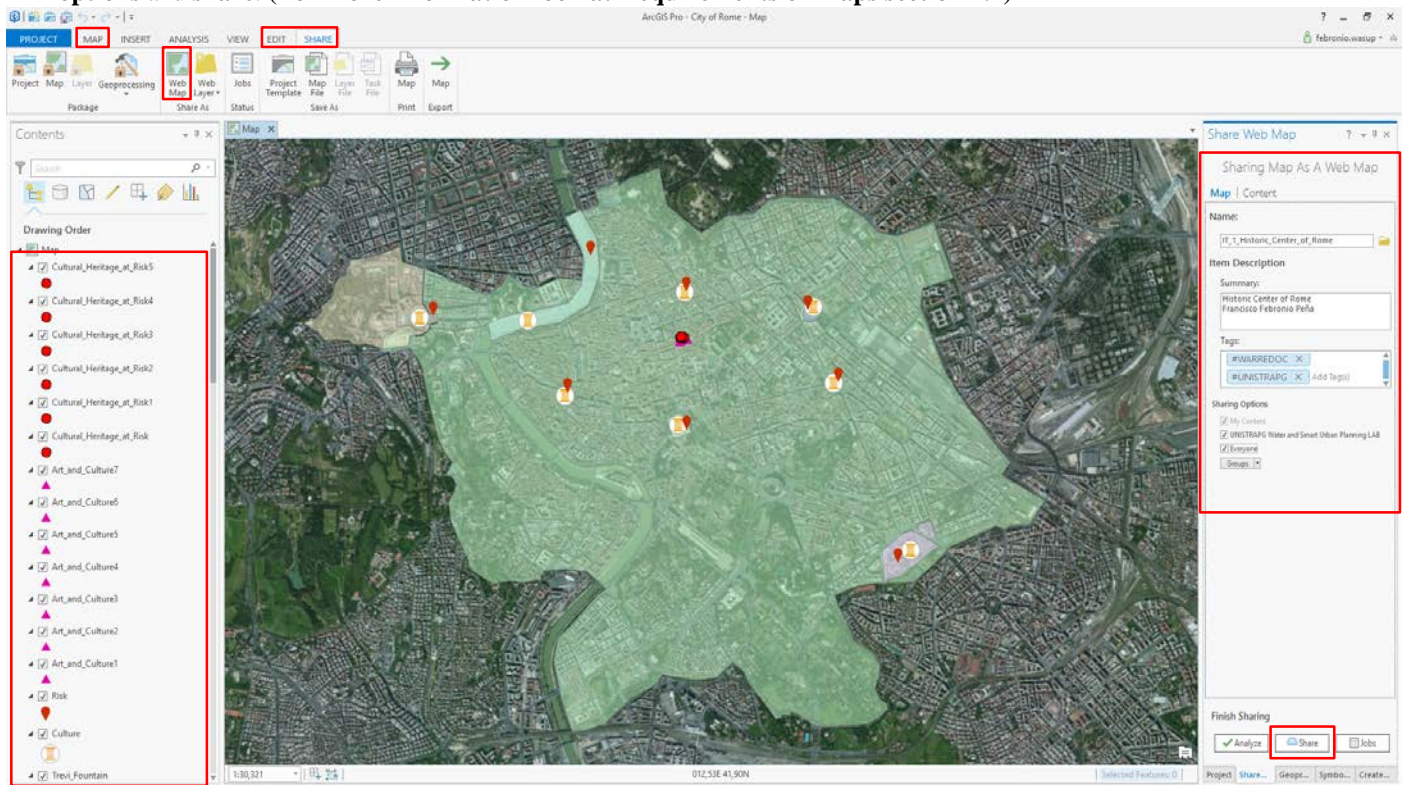 ArcGIS Pro - City of Rome - Map
? _ X
PROJECT MAP INSERT ANALYSIS VIEW EDIT SHARE
febronio.wasup
Project Map Layer Geoprocessing Web Map Web Layer Jobs Project Template Map File Layer File Task File Map Map
Package Share As Status Save As Print Export
Contents
Search
Drawing Order
Map
Cultural_Heritage_at_Risk5
Cultural_Heritage_at_Risk4
Cultural_Heritage_at_Risk3
Cultural_Heritage_at_Risk2
Cultural_Heritage_at_Risk1
Cultural_Heritage_at_Risk
Art_and_Culture7
Art_and_Culture6
Art_and_Culture5
Art_and_Culture4
Art_and_Culture3
Art_and_Culture2
Art_and_Culture1
Risk
Culture
Trevi_Fountain
Map X
1:30,321
012,53E 41,90N
Selected Features: 0
Share Web Map ?
Sharing Map As A Web Map
Map | Content
Name:
_1_Historic_Center_of_Rome
Item Description
Summary:
Historic Center of Rome
Francisco Febronio Peña
Tags:
#WARREDOC X
#UNISTRAPG X Add Tag(s)
Sharing Options
My Content
UNISTRAPG Water and Smart Urban Planning LAB
Everyone
Groups
Finish Sharing
Analyze Share Jobs
Project Share... Geopr... Symbo... Create...